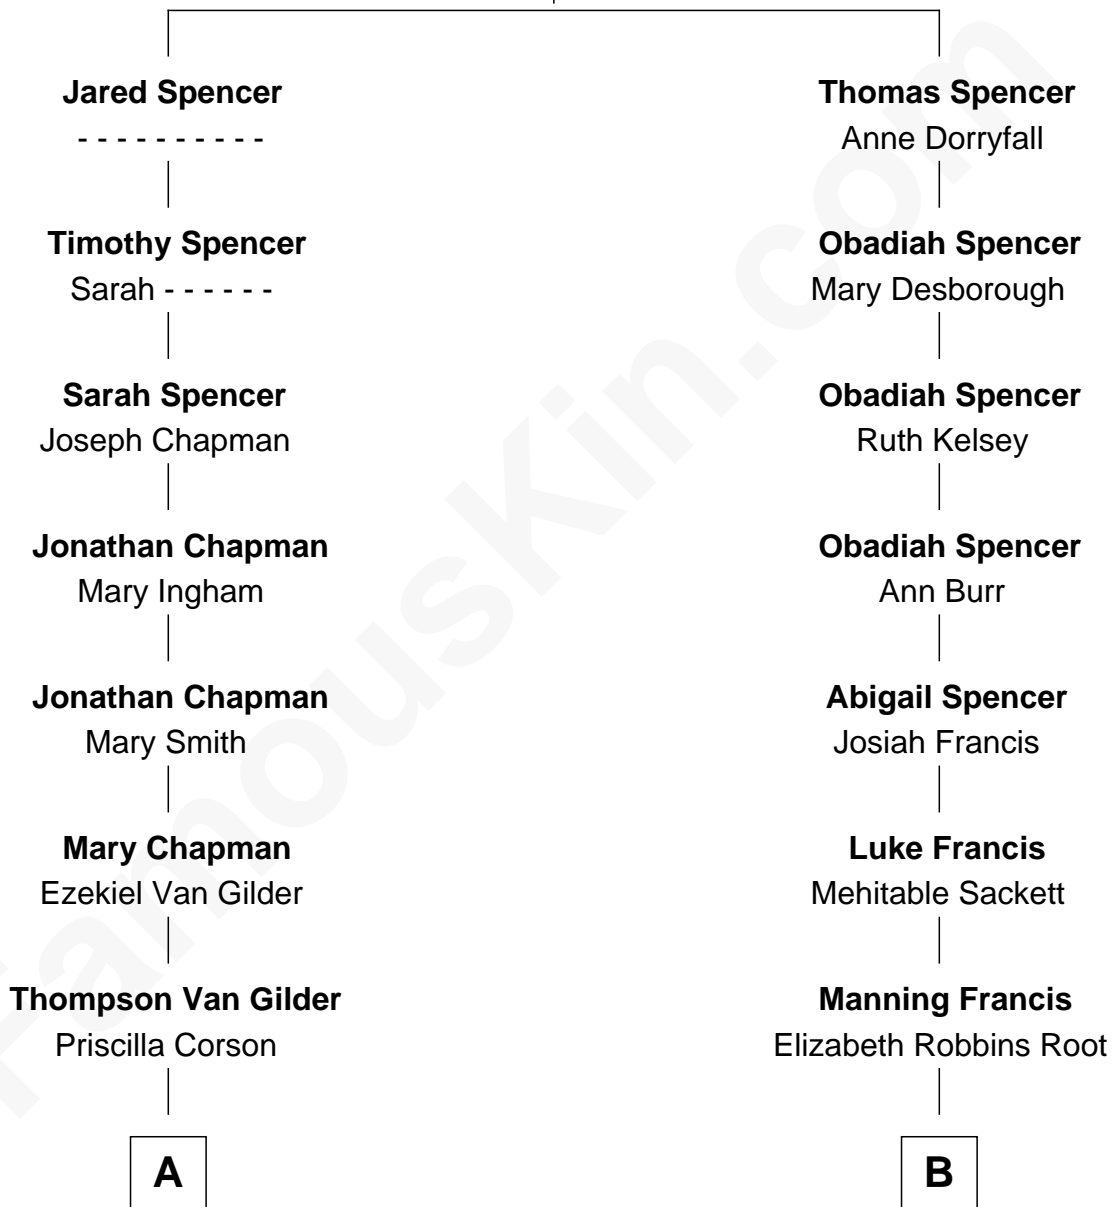 Jared Spencer
- - - - - - - - - -
Timothy Spencer
Sarah - - - - - -
Sarah Spencer
Joseph Chapman
Jonathan Chapman
Mary Ingham
Jonathan Chapman
Mary Smith
Mary Chapman
Ezekiel Van Gilder
Thompson Van Gilder
Priscilla Corson
A
Thomas Spencer
Anne Dorryfall
Obadiah Spencer
Mary Desborough
Obadiah Spencer
Ruth Kelsey
Obadiah Spencer
Ann Burr
Abigail Spencer
Josiah Francis
Luke Francis
Mehitable Sackett
Manning Francis
Elizabeth Robbins Root
B
FamousKin.com